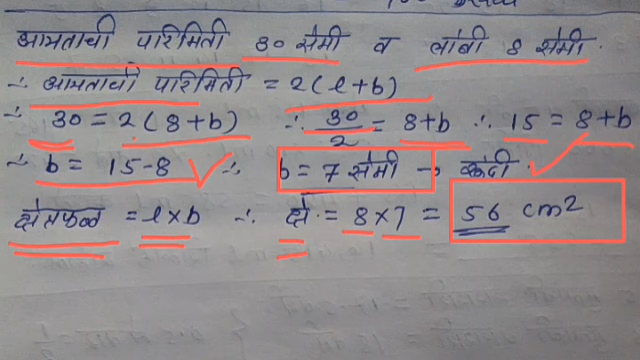 आयताची परिमिती 30 सेमी व लांबी 8 सेमी.
∴ आयताची परिमिती = 2(l+b)
∴ 30 = 2(8+b) ∴ 30/2 = 8+b ∴ 15 = 8+b
∴ b = 15-8 ∴ b = 7 सेमी → रुंदी.
क्षेत्रफळ = l×b ∴ क्षे. = 8×7 = 56 cm²